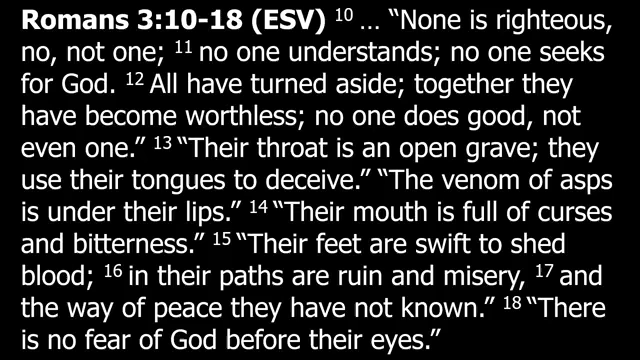 Romans 3:10-18 (ESV) 10 … “None is righteous,
no, not one; 11 no one understands; no one seeks
for God. 12 All have turned aside; together they
have become worthless; no one does good, not
even one.” 13 “Their throat is an open grave; they
use their tongues to deceive.” “The venom of asps
is under their lips.” 14 “Their mouth is full of curses
and bitterness.” 15 “Their feet are swift to shed
blood; 16 in their paths are ruin and misery, 17 and
the way of peace they have not known.” 18 “There
is no fear of God before their eyes.”